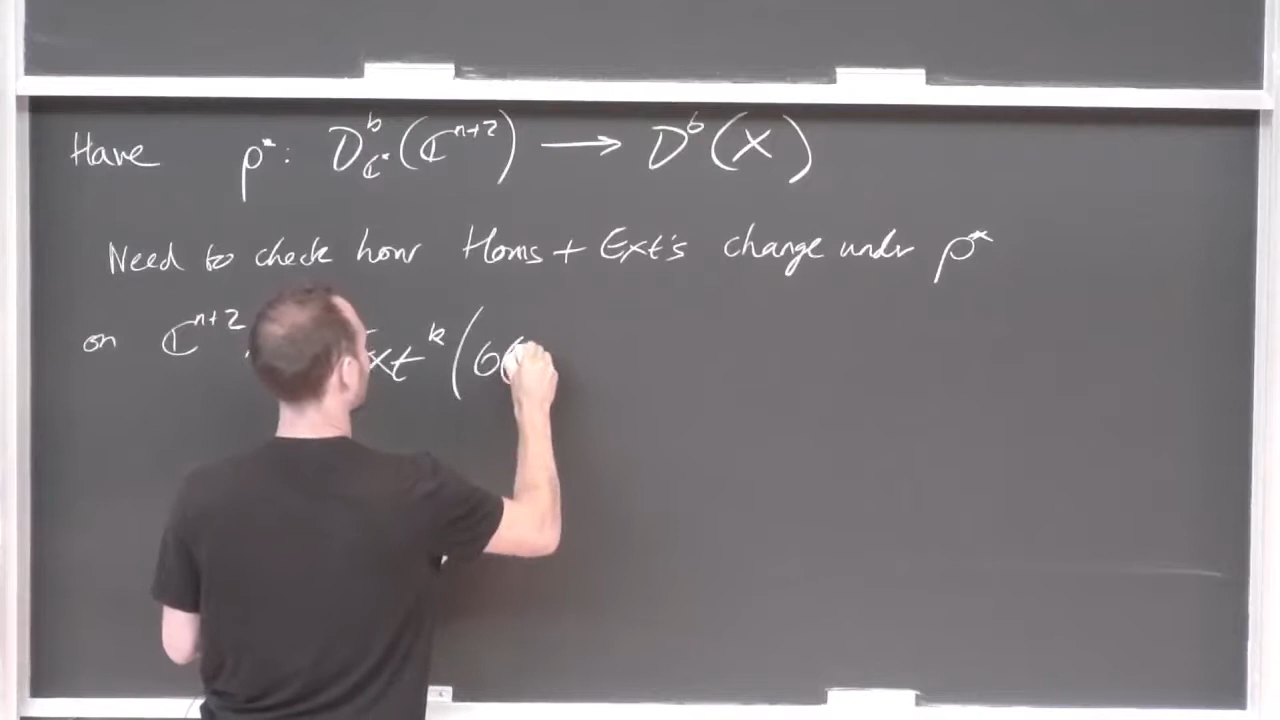 Have ρ*: D^b_{ℂ*}(ℂ^{n+2}) ⟶ D^b(X)
Need to check how Homs + Ext's change under ρ*
on ℂ^{n+2} Ext^k(O(